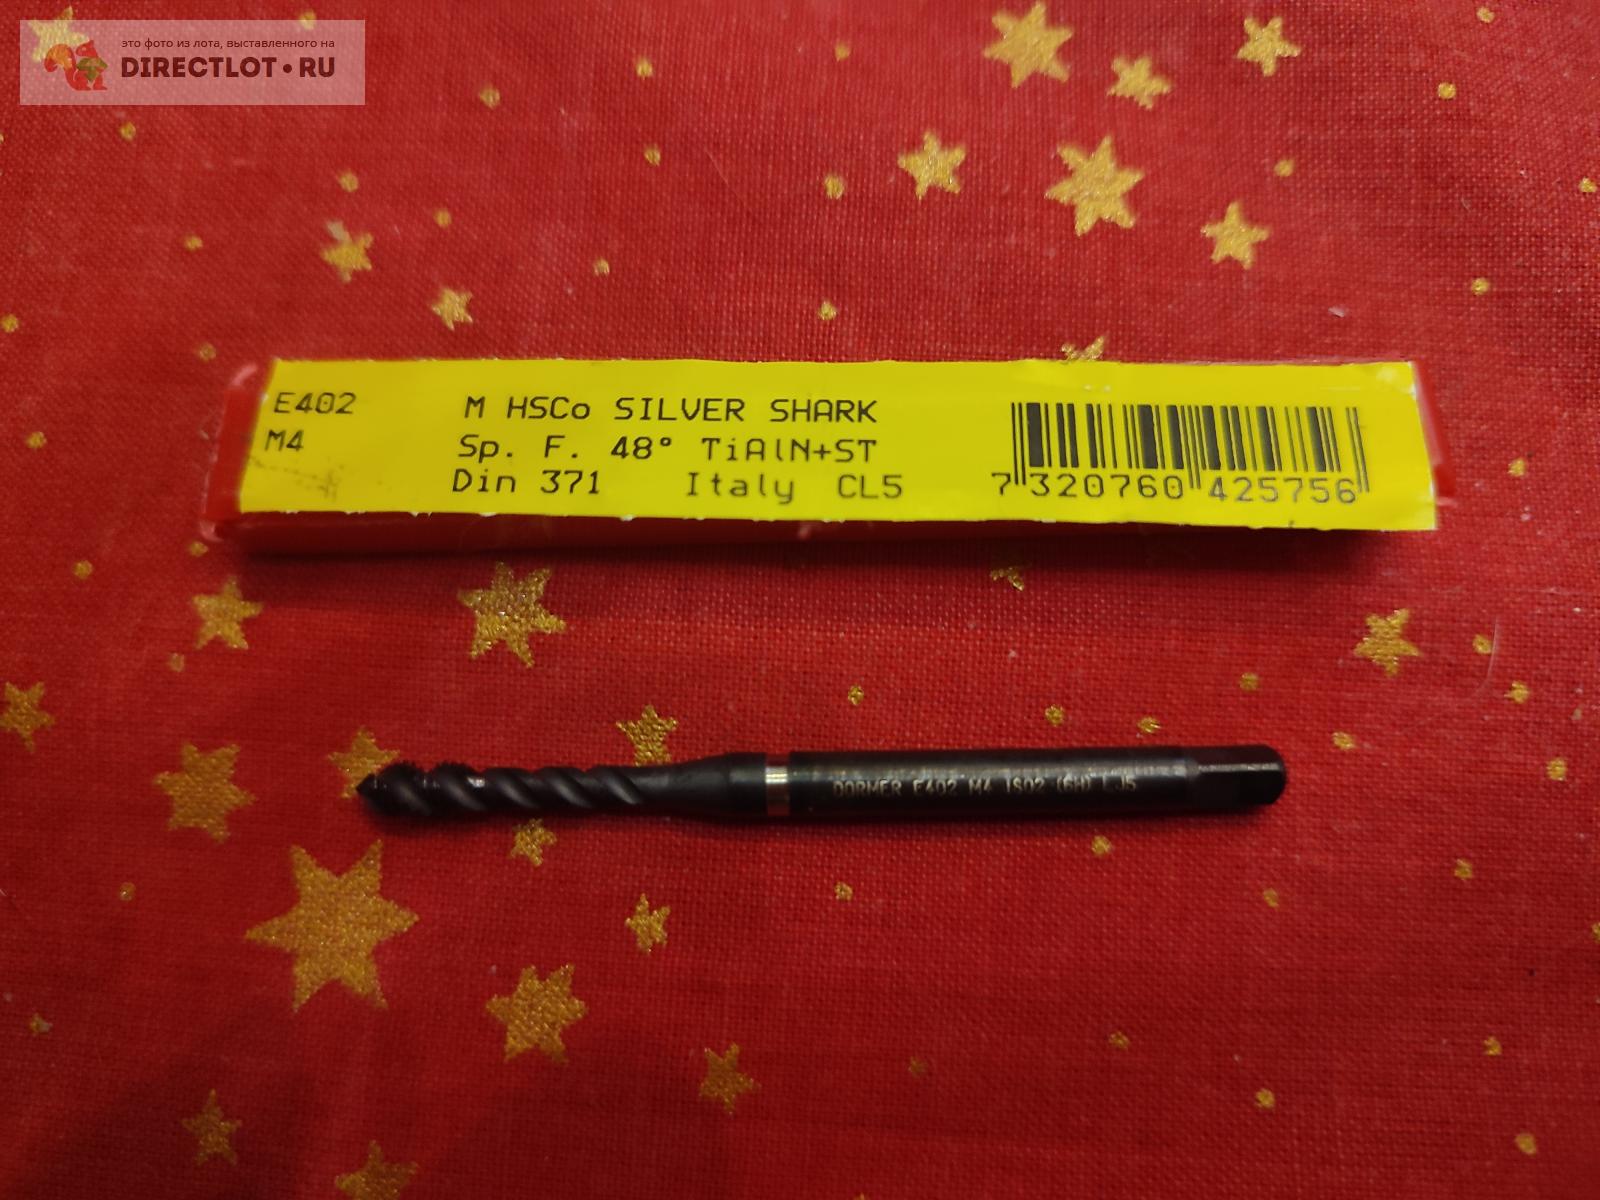 это фото из лота, выставленного на
DIRECTLOT•RU
E402
M4
M HSCo SILVER SHARK
Sp. F. 48° TiAlN+ST
Din 371 Italy CL5
7 320760 425756
DORMER E402 M4 ISO2 (6H)